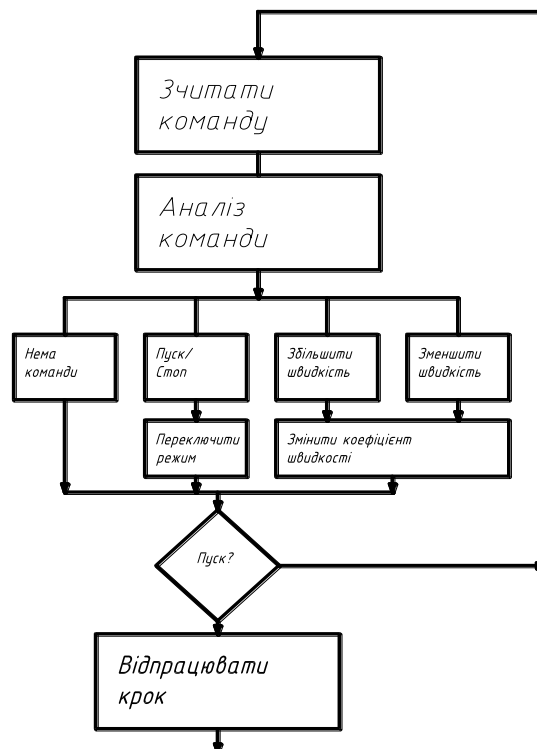 Зчитати
команду
Аналіз
команди
Нема
команди
Пуск/
Стоп
Збільшити
швидкість
Зменшити
швидкість
Переключити
режим
Змінити коефіцієнт
швидкості
Пуск?
Відпрацювати
крок